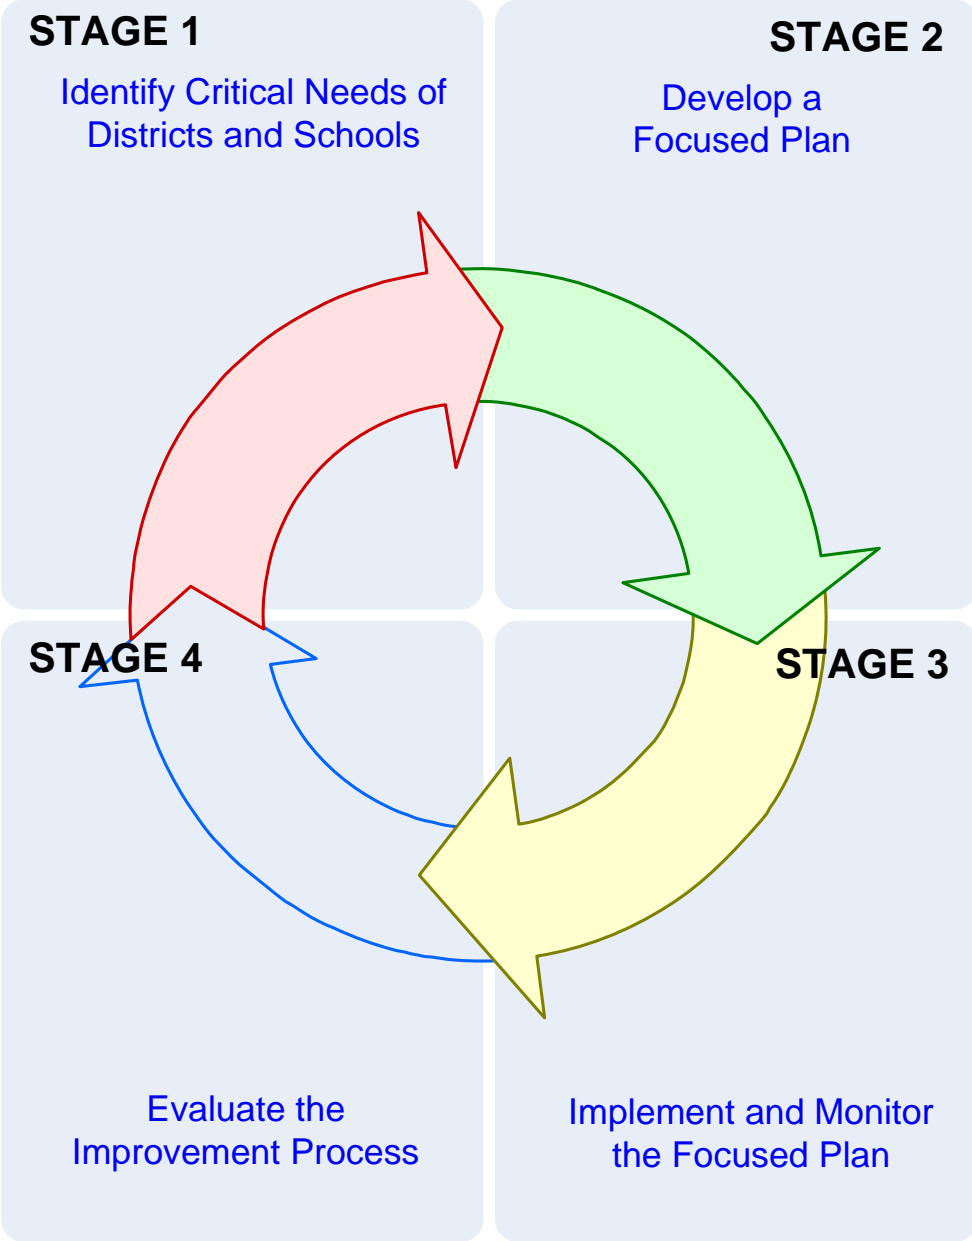 STAGE 1
Identify Critical Needs of
Districts and Schools
STAGE 2
Develop a
Focused Plan
STAGE 4
Evaluate the
Improvement Process
STAGE 3
Implement and Monitor
the Focused Plan